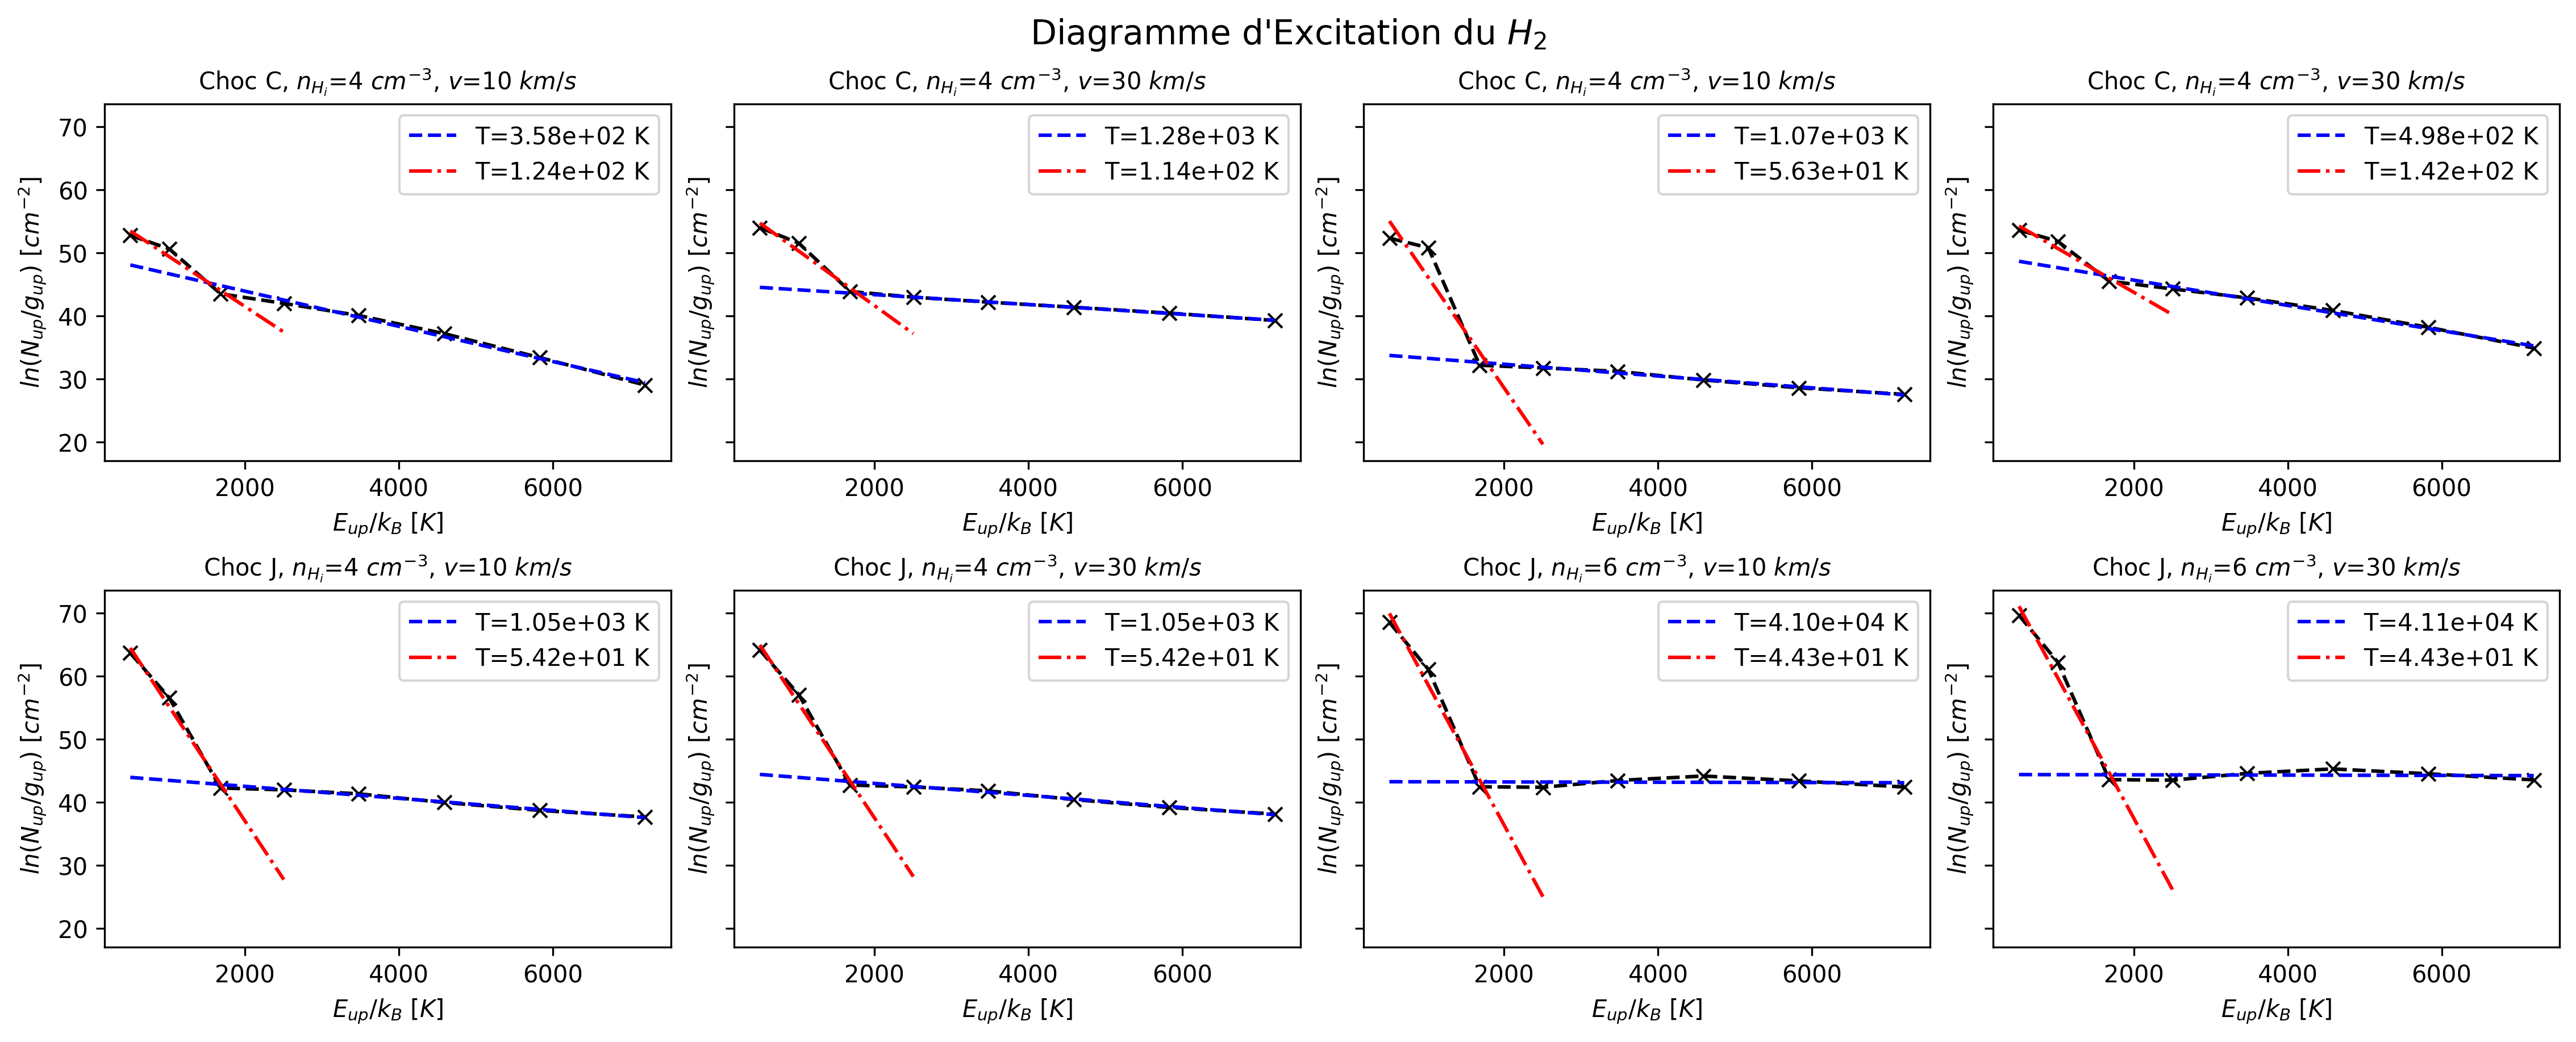 Diagramme d'Excitation du $H_2$
Choc C, $n_{H_i}$=4 $cm^{-3}$, $v$=10 $km/s$
70
60
50
40
30
20
$ln(N_{up}/g_{up})$ $[cm^{-2}]$
T=3.58e+02 K
T=1.24e+02 K
2000 4000 6000
$E_{up}/k_B$ $[K]$
Choc C, $n_{H_i}$=4 $cm^{-3}$, $v$=30 $km/s$
$ln(N_{up}/g_{up})$ $[cm^{-2}]$
T=1.28e+03 K
T=1.14e+02 K
2000 4000 6000
$E_{up}/k_B$ $[K]$
Choc C, $n_{H_i}$=4 $cm^{-3}$, $v$=10 $km/s$
$ln(N_{up}/g_{up})$ $[cm^{-2}]$
T=1.07e+03 K
T=5.63e+01 K
2000 4000 6000
$E_{up}/k_B$ $[K]$
Choc C, $n_{H_i}$=4 $cm^{-3}$, $v$=30 $km/s$
$ln(N_{up}/g_{up})$ $[cm^{-2}]$
T=4.98e+02 K
T=1.42e+02 K
2000 4000 6000
$E_{up}/k_B$ $[K]$
Choc J, $n_{H_i}$=4 $cm^{-3}$, $v$=10 $km/s$
70
60
50
40
30
20
$ln(N_{up}/g_{up})$ $[cm^{-2}]$
T=1.05e+03 K
T=5.42e+01 K
2000 4000 6000
$E_{up}/k_B$ $[K]$
Choc J, $n_{H_i}$=4 $cm^{-3}$, $v$=30 $km/s$
$ln(N_{up}/g_{up})$ $[cm^{-2}]$
T=1.05e+03 K
T=5.42e+01 K
2000 4000 6000
$E_{up}/k_B$ $[K]$
Choc J, $n_{H_i}$=6 $cm^{-3}$, $v$=10 $km/s$
$ln(N_{up}/g_{up})$ $[cm^{-2}]$
T=4.10e+04 K
T=4.43e+01 K
2000 4000 6000
$E_{up}/k_B$ $[K]$
Choc J, $n_{H_i}$=6 $cm^{-3}$, $v$=30 $km/s$
$ln(N_{up}/g_{up})$ $[cm^{-2}]$
T=4.11e+04 K
T=4.43e+01 K
2000 4000 6000
$E_{up}/k_B$ $[K]$